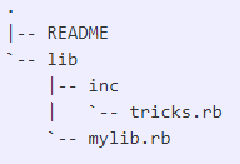 .
|-- README
`-- lib
    |-- inc
    |   `-- tricks.rb
    `-- mylib.rb